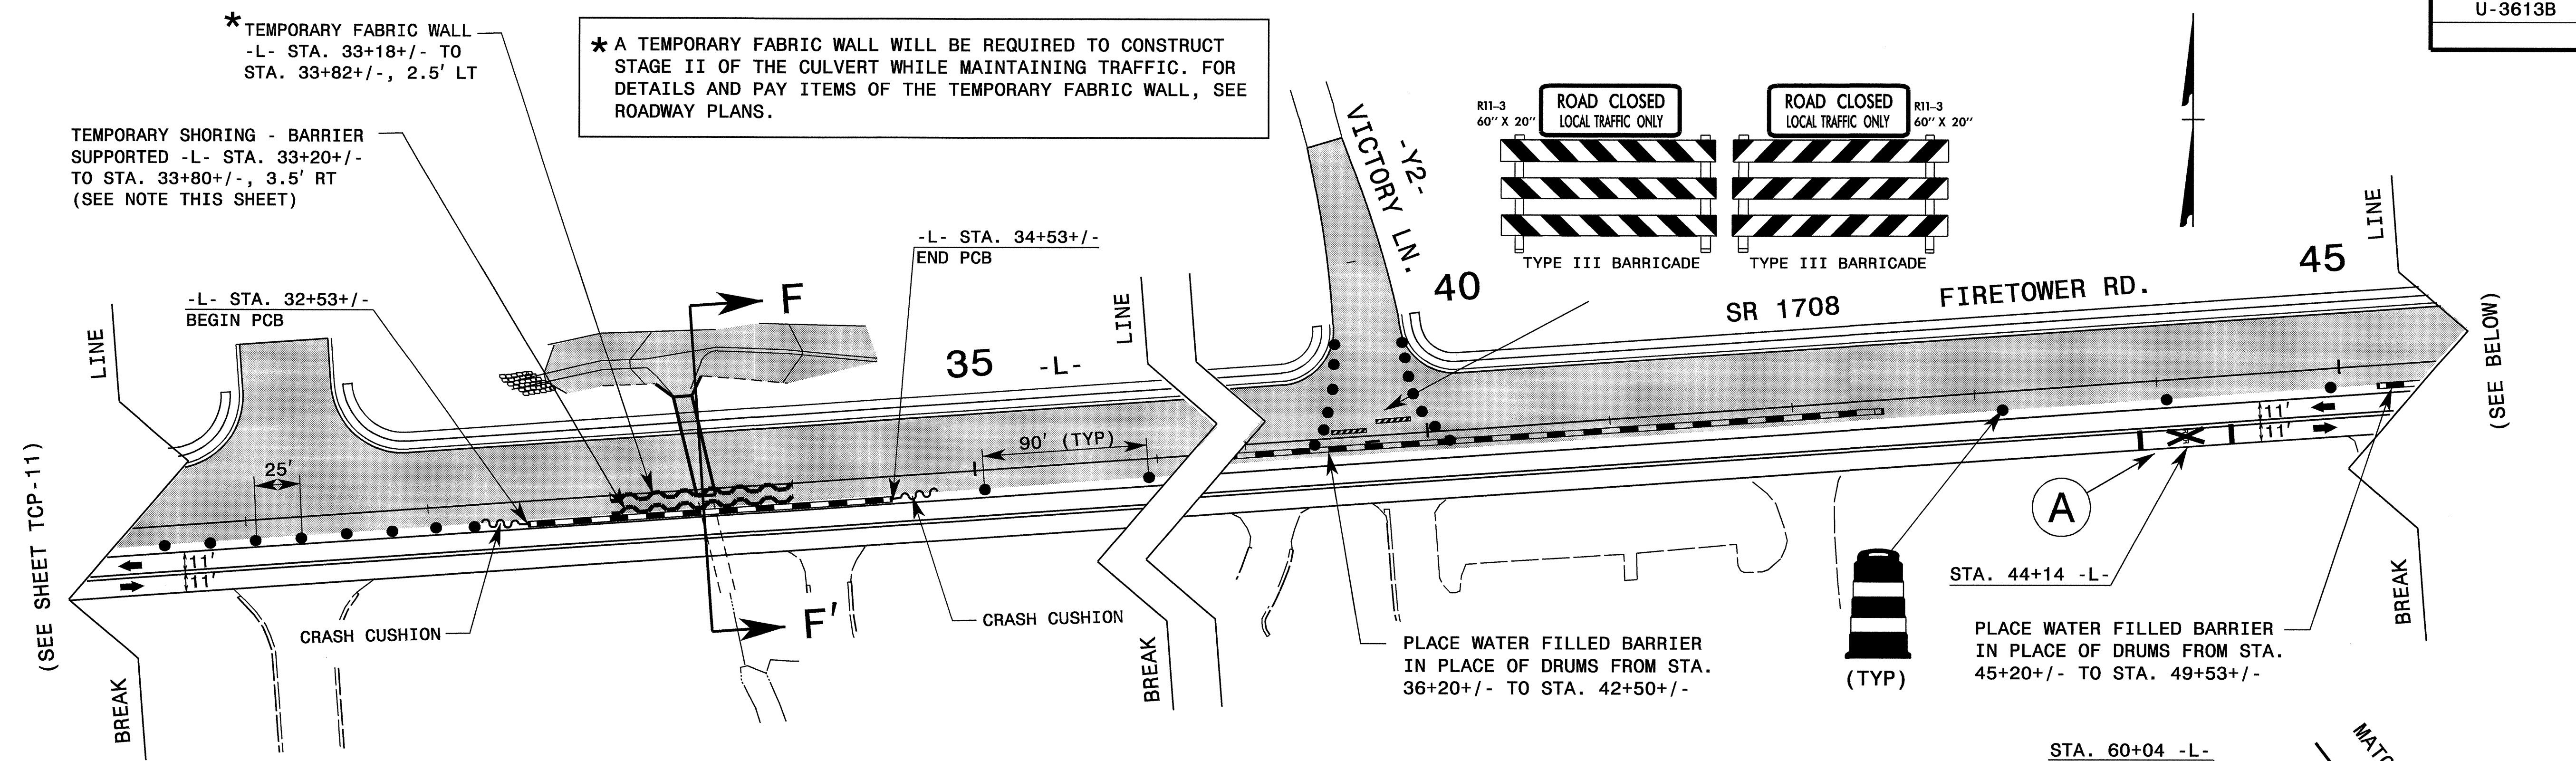 U-3613B
* TEMPORARY FABRIC WALL
-L- STA. 33+18+/- TO
STA. 33+82+/-, 2.5' LT
* A TEMPORARY FABRIC WALL WILL BE REQUIRED TO CONSTRUCT
STAGE II OF THE CULVERT WHILE MAINTAINING TRAFFIC. FOR
DETAILS AND PAY ITEMS OF THE TEMPORARY FABRIC WALL, SEE
ROADWAY PLANS.
TEMPORARY SHORING - BARRIER
SUPPORTED -L- STA. 33+20+/-
TO STA. 33+80+/-, 3.5' RT
(SEE NOTE THIS SHEET)
-L- STA. 32+53+/-
BEGIN PCB
-L- STA. 34+53+/-
END PCB
F
F'
35 -L-
LINE
LINE
BREAK
BREAK
(SEE SHEET TCP-11)
25'
90' (TYP)
11'
11'
CRASH CUSHION
CRASH CUSHION
-Y2-
VICTORY LN.
R11-3
60" X 20"
ROAD CLOSED
LOCAL TRAFFIC ONLY
ROAD CLOSED
LOCAL TRAFFIC ONLY
R11-3
60" X 20"
TYPE III BARRICADE
TYPE III BARRICADE
40
SR 1708
FIRETOWER RD.
45
LINE
(SEE BELOW)
BREAK
11'
11'
A
STA. 44+14 -L-
PLACE WATER FILLED BARRIER
IN PLACE OF DRUMS FROM STA.
36+20+/- TO STA. 42+50+/-
(TYP)
PLACE WATER FILLED BARRIER
IN PLACE OF DRUMS FROM STA.
45+20+/- TO STA. 49+53+/-
STA. 60+04 -L-